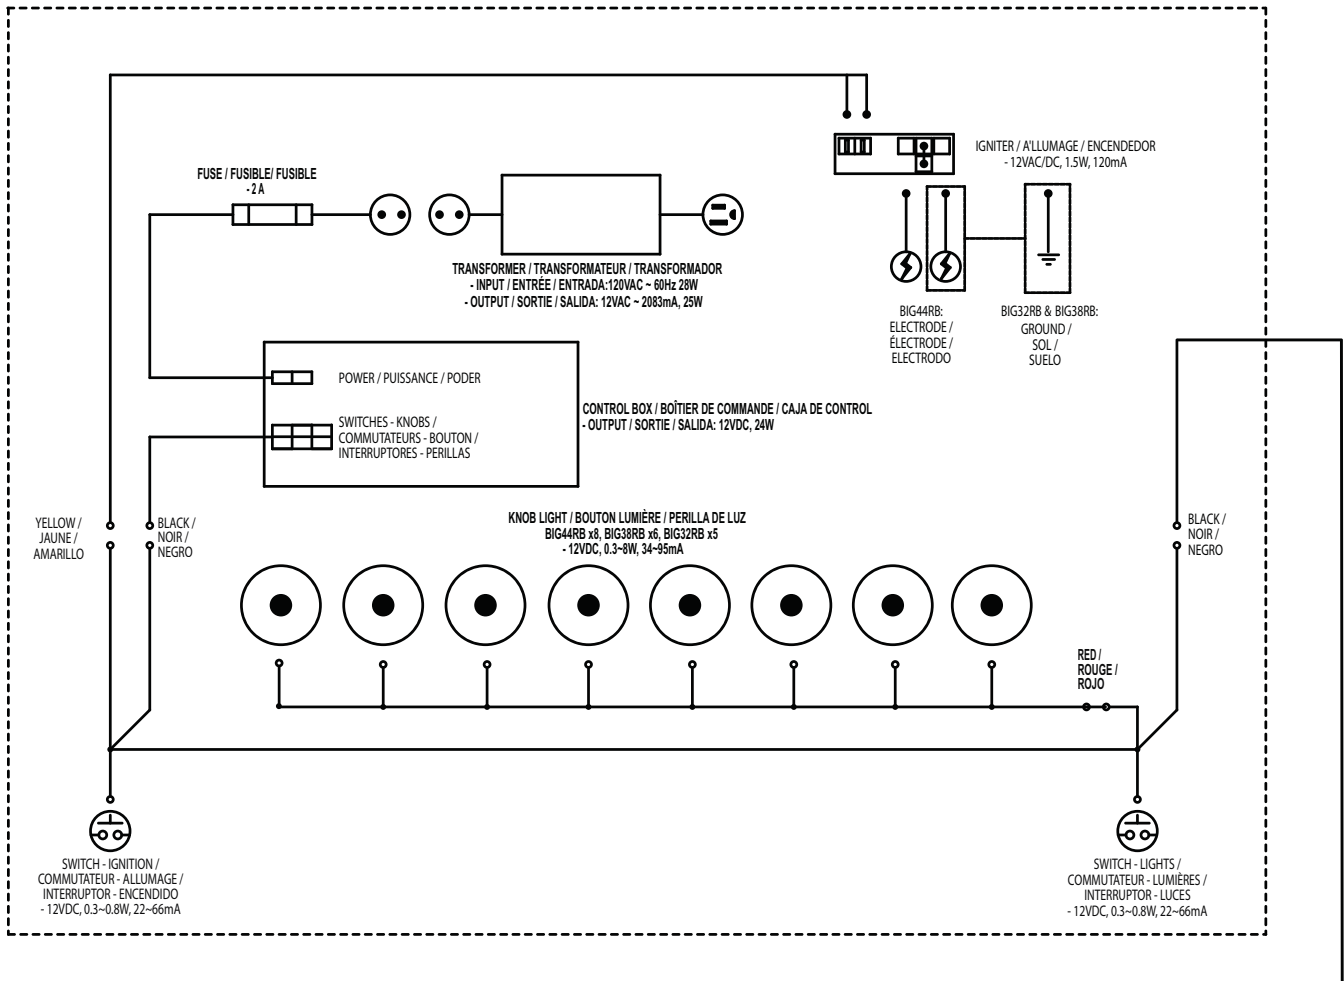 IGNITER / A'LLUMAGE / ENCENDEDOR
- 12VAC/DC, 1.5W, 120mA
FUSE / FUSIBLE/ FUSIBLE
- 2 A
TRANSFORMER / TRANSFORMATEUR / TRANSFORMADOR
- INPUT / ENTRÉE / ENTRADA:120VAC ~ 60Hz 28W
- OUTPUT / SORTIE / SALIDA: 12VAC ~ 2083mA, 25W
BIG44RB:
ELECTRODE /
ÉLECTRODE /
ELECTRODO
BIG32RB & BIG38RB:
GROUND /
SOL /
SUELO
POWER / PUISSANCE / PODER
SWITCHES - KNOBS /
COMMUTATEURS - BOUTON /
INTERRUPTORES - PERILLAS
CONTROL BOX / BOÎTIER DE COMMANDE / CAJA DE CONTROL
- OUTPUT / SORTIE / SALIDA: 12VDC, 24W
YELLOW /
JAUNE /
AMARILLO
BLACK /
NOIR /
NEGRO
KNOB LIGHT / BOUTON LUMIÈRE / PERILLA DE LUZ
BIG44RB x8, BIG38RB x6, BIG32RB x5
- 12VDC, 0.3~8W, 34~95mA
BLACK /
NOIR /
NEGRO
RED /
ROUGE /
ROJO
SWITCH - IGNITION /
COMMUTATEUR - ALLUMAGE /
INTERRUPTOR - ENCENDIDO
- 12VDC, 0.3~0.8W, 22~66mA
SWITCH - LIGHTS /
COMMUTATEUR - LUMIÈRES /
INTERRUPTOR - LUCES
- 12VDC, 0.3~0.8W, 22~66mA